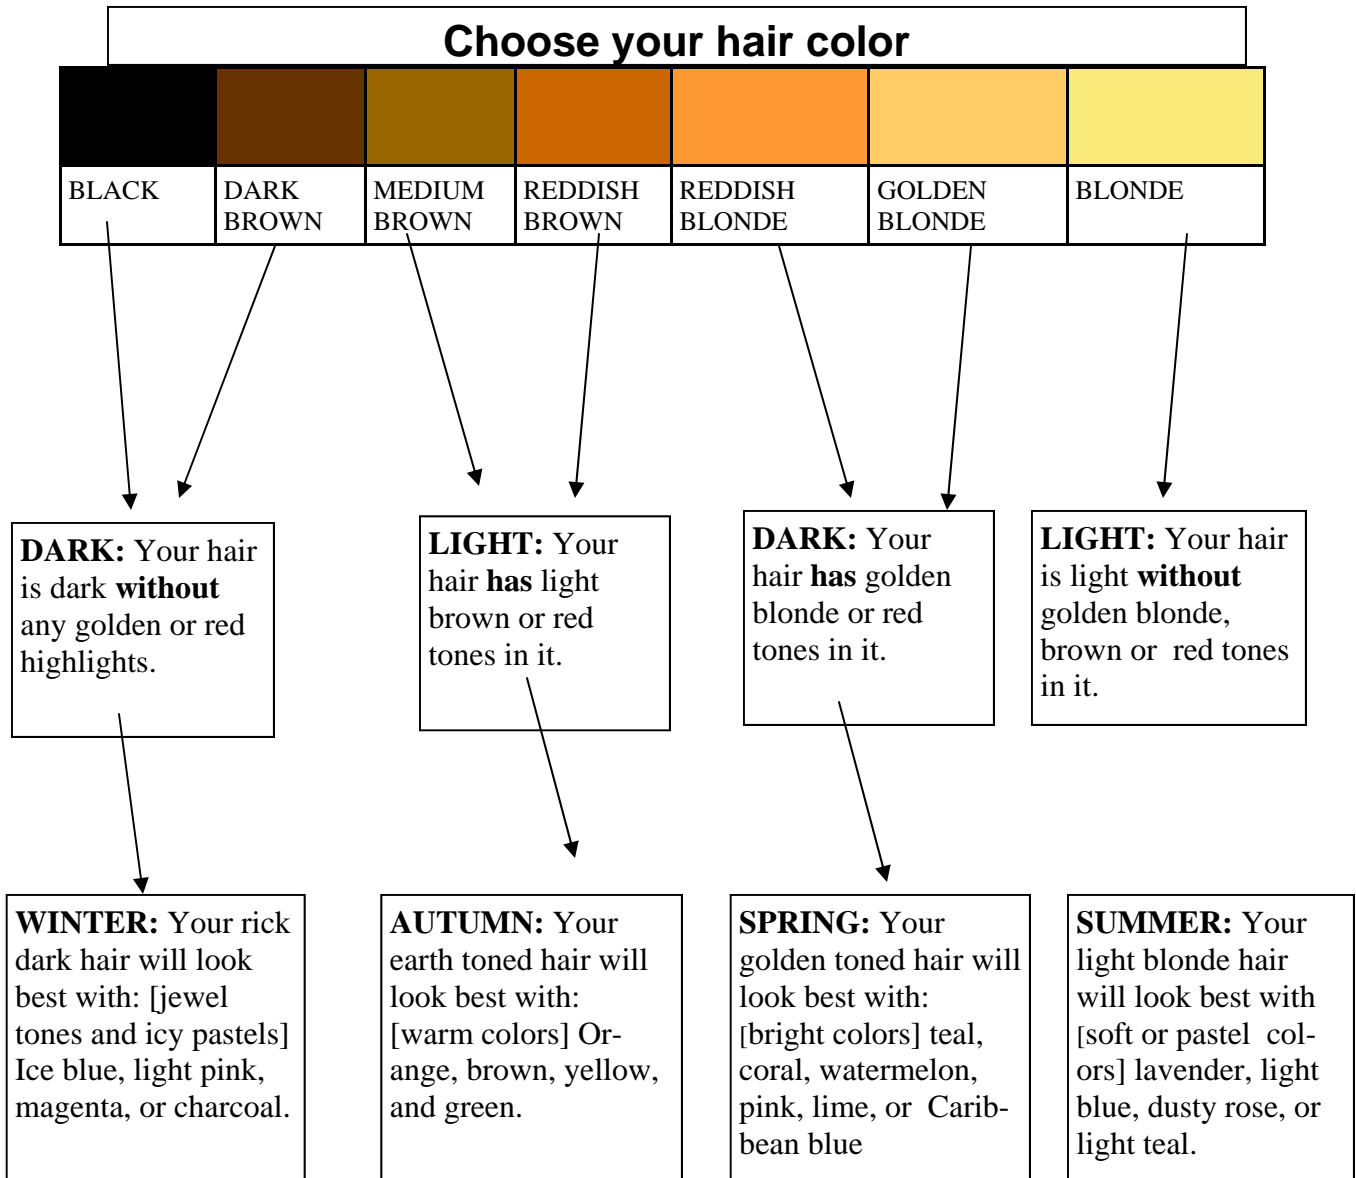 Choose your hair color
BLACK
DARK
BROWN
MEDIUM
BROWN
REDDISH
BROWN
REDDISH
BLONDE
GOLDEN
BLONDE
BLONDE
DARK: Your hair
is dark without
any golden or red
highlights.
LIGHT: Your
hair has light
brown or red
tones in it.
DARK: Your
hair has golden
blonde or red
tones in it.
LIGHT: Your hair
is light without
golden blonde,
brown or  red tones
in it.
WINTER: Your rick
dark hair will look
best with: [jewel
tones and icy pastels]
Ice blue, light pink,
magenta, or charcoal.
AUTUMN: Your
earth toned hair will
look best with:
[warm colors] Or-
ange, brown, yellow,
and green.
SPRING: Your
golden toned hair will
look best with:
[bright colors] teal,
coral, watermelon,
pink, lime, or  Carib-
bean blue
SUMMER: Your
light blonde hair
will look best with
[soft or pastel  col-
ors] lavender, light
blue, dusty rose, or
light teal.